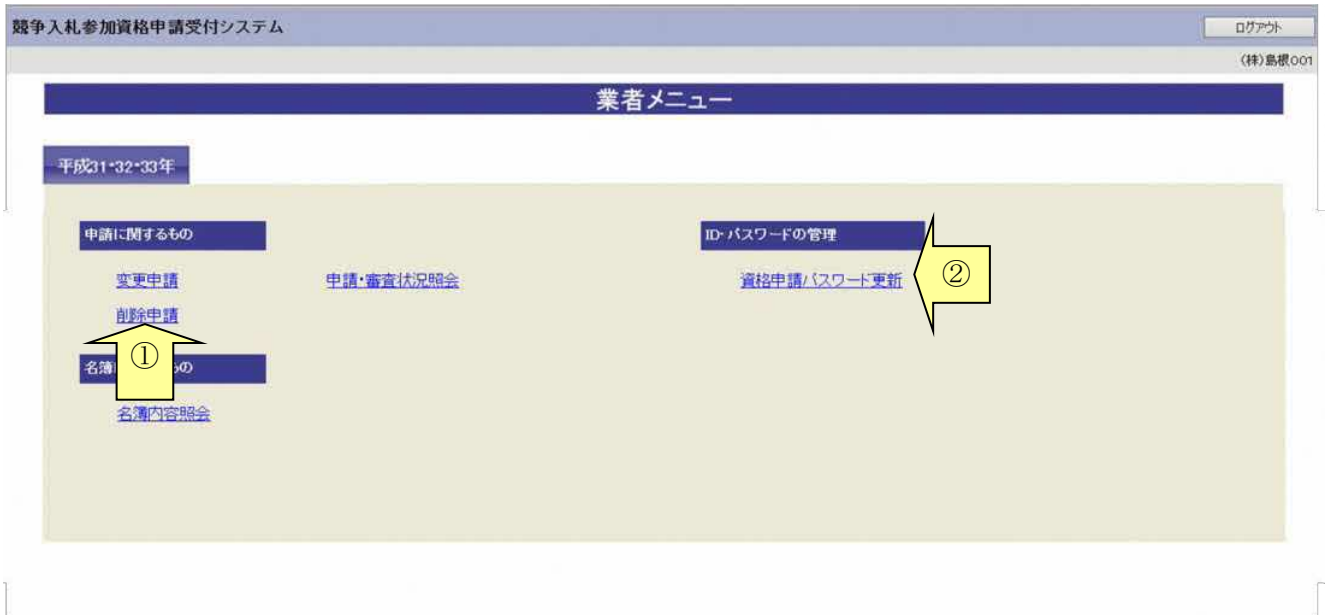 競争入札参加資格申請受付システム
ログアウト
(株)島根001
業者メニュー
平成31・32・33年
申請に関するもの
ID・パスワードの管理
変更申請
申請・審査状況照会
資格申請パスワード更新
②
削除申請
①
名簿 もの
名簿内容照会